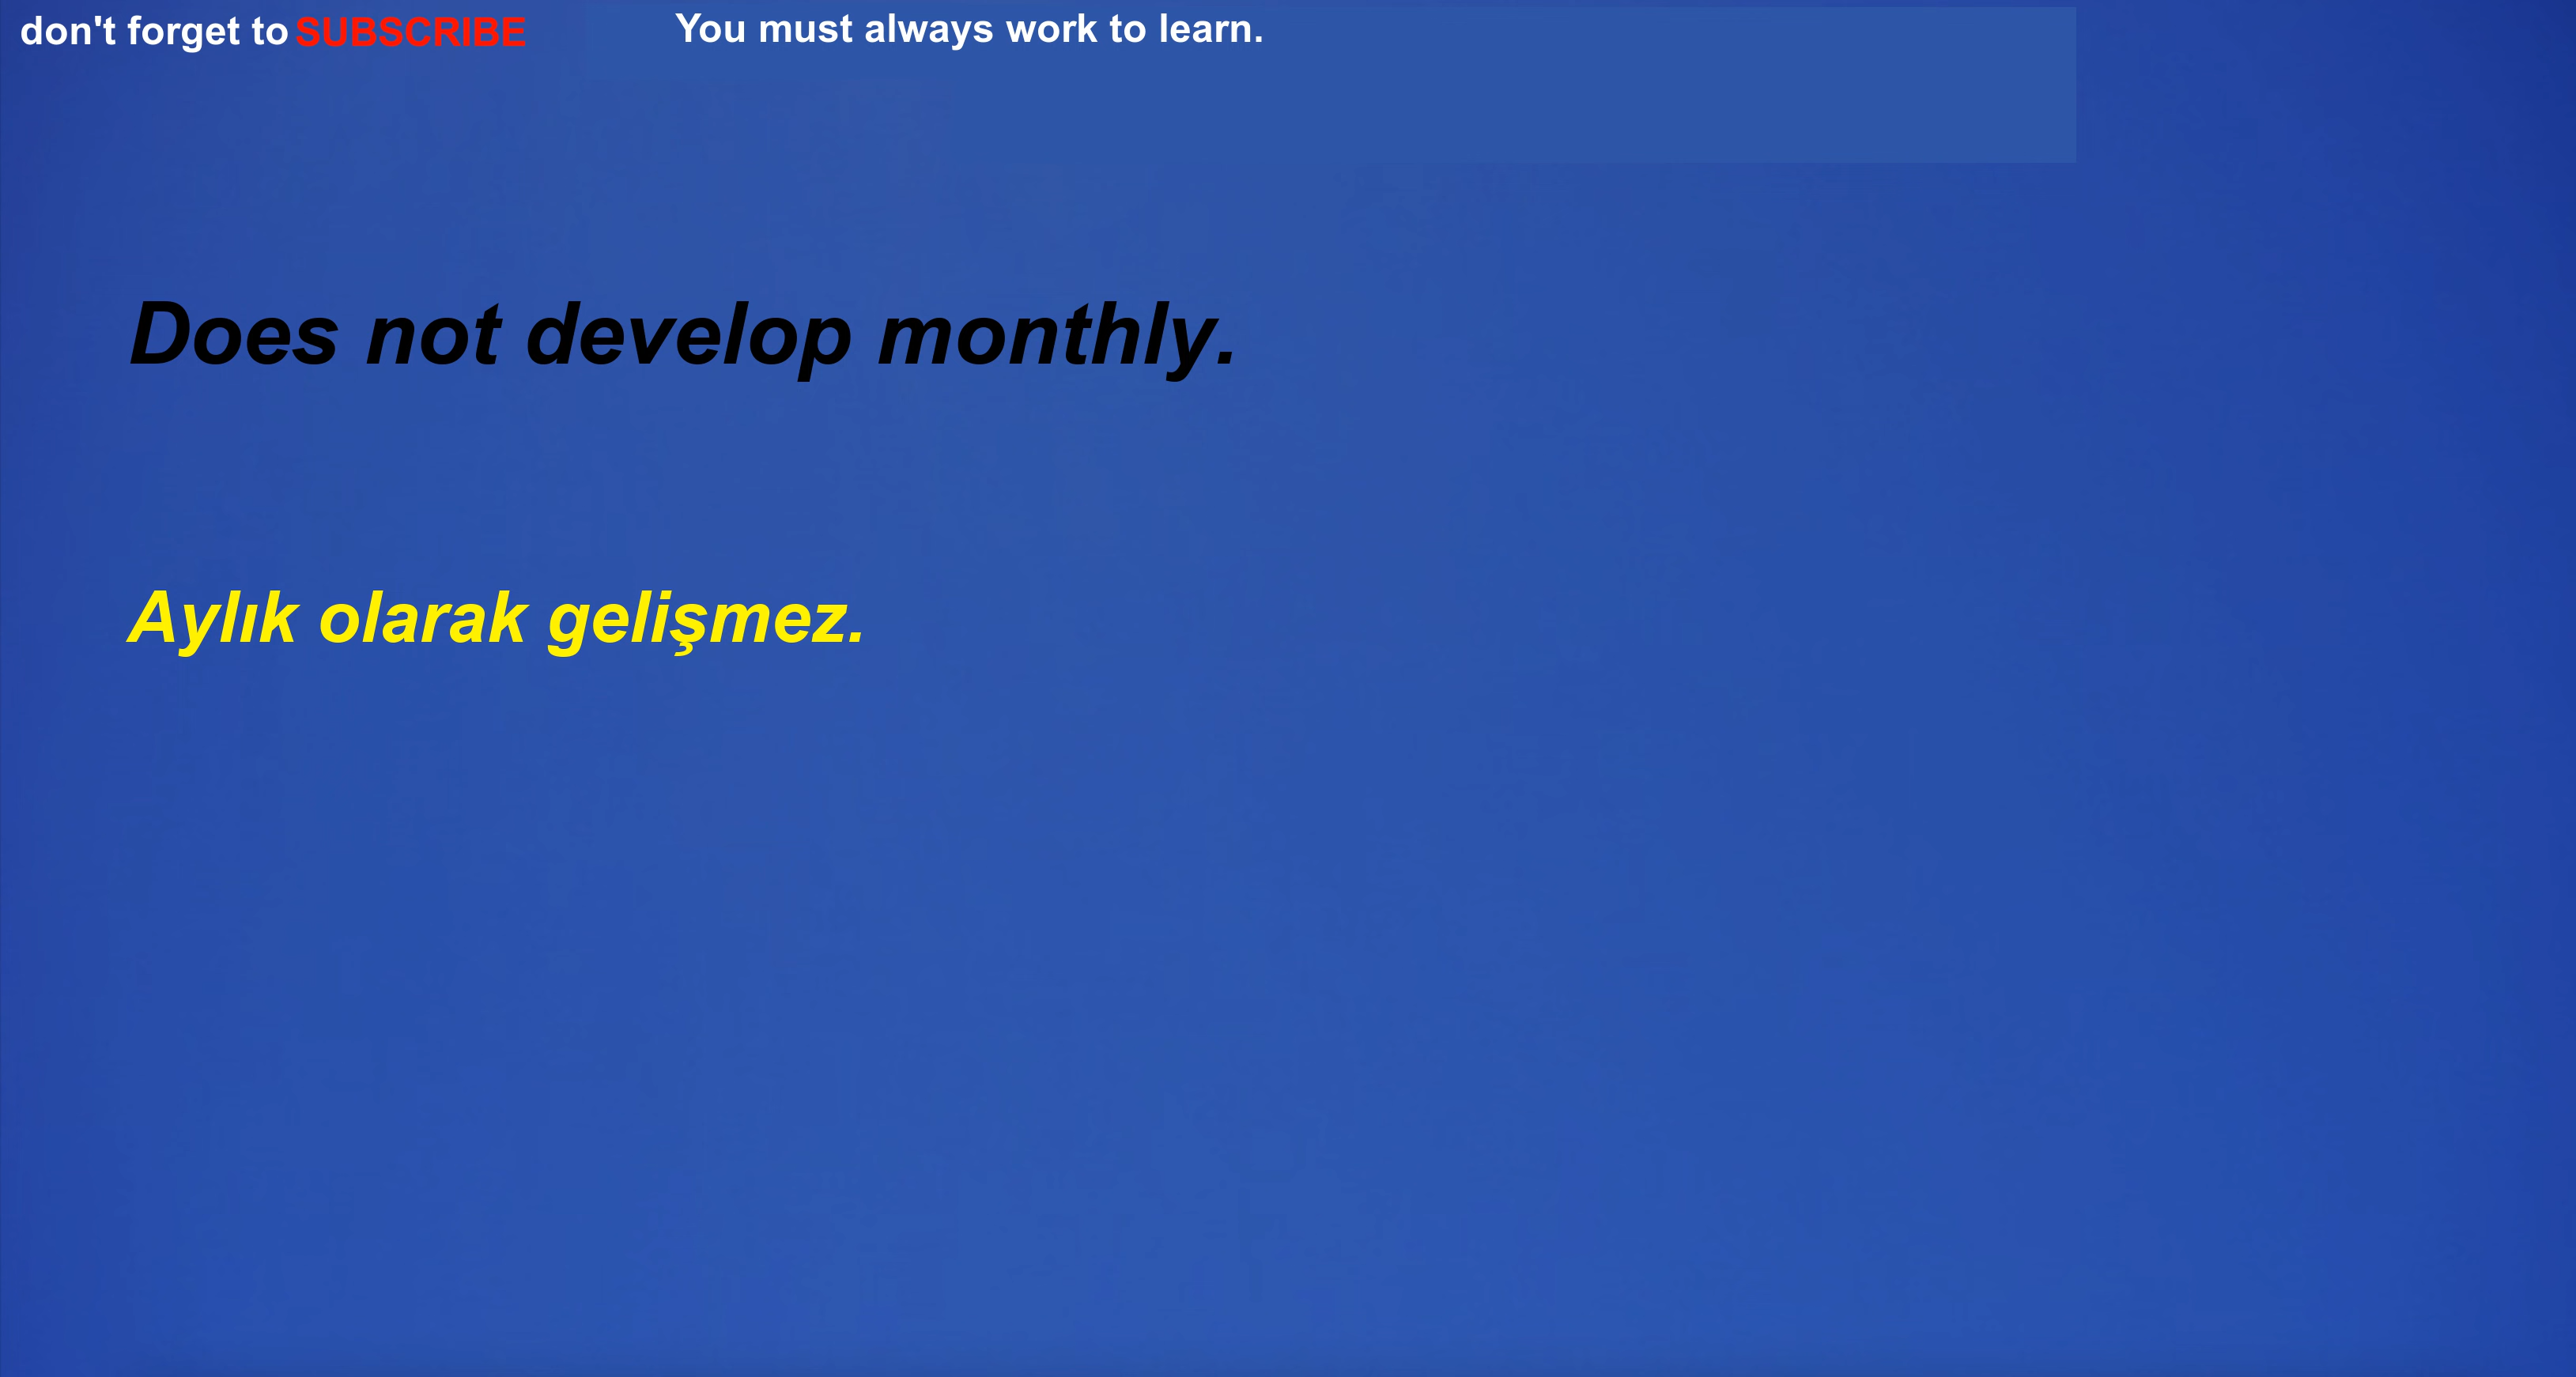 don't forget to SUBSCRIBE
You must always work to learn.
Does not develop monthly.
Aylık olarak gelişmez.